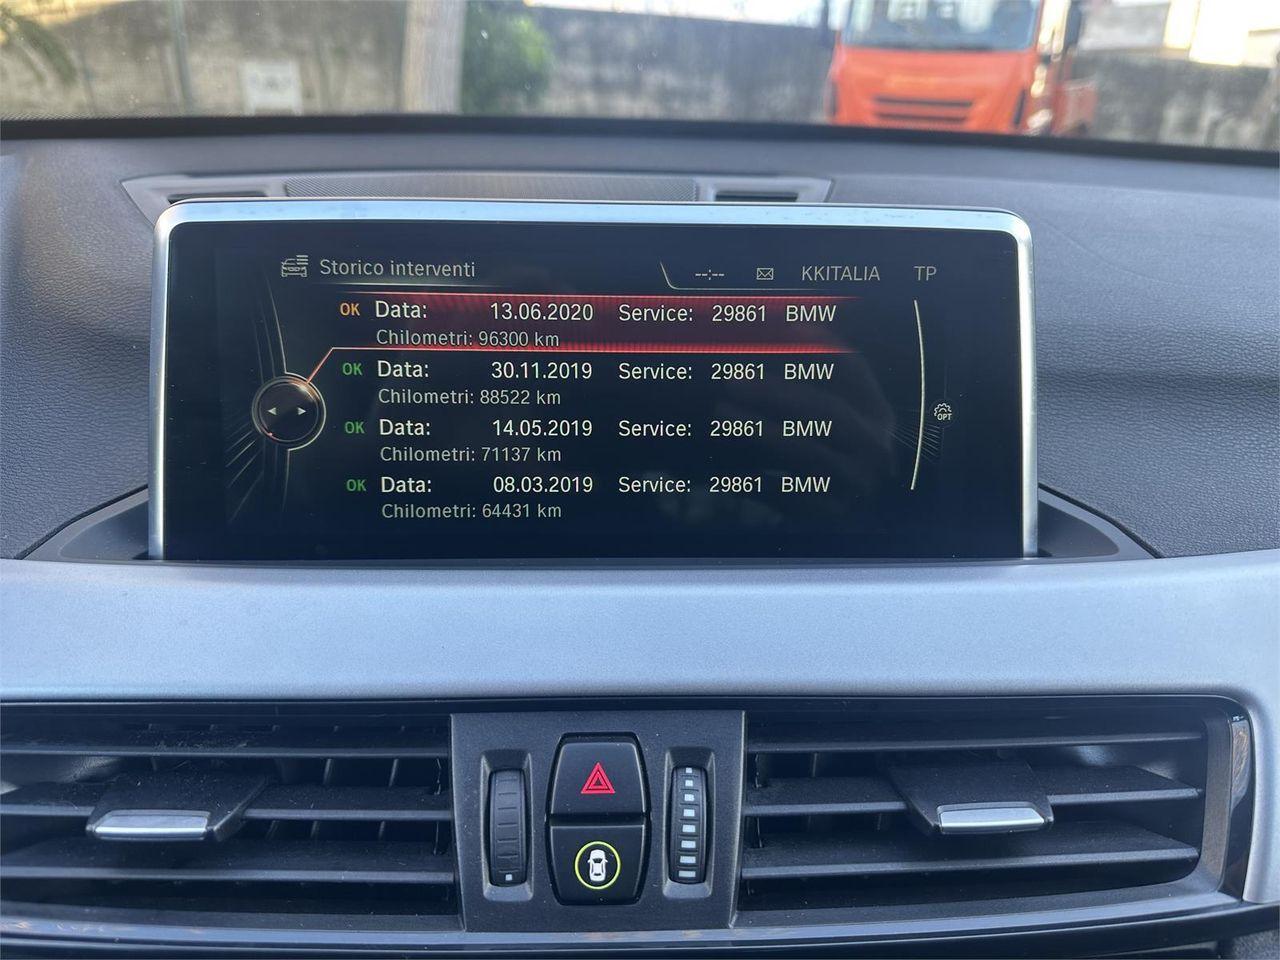 Storico interventi --:-- KKITALIA TP
OK Data: 13.06.2020 Service: 29861 BMW
Chilometri: 96300 km
OK Data: 30.11.2019 Service: 29861 BMW
Chilometri: 88522 km
OPT
OK Data: 14.05.2019 Service: 29861 BMW
Chilometri: 71137 km
OK Data: 08.03.2019 Service: 29861 BMW
Chilometri: 64431 km